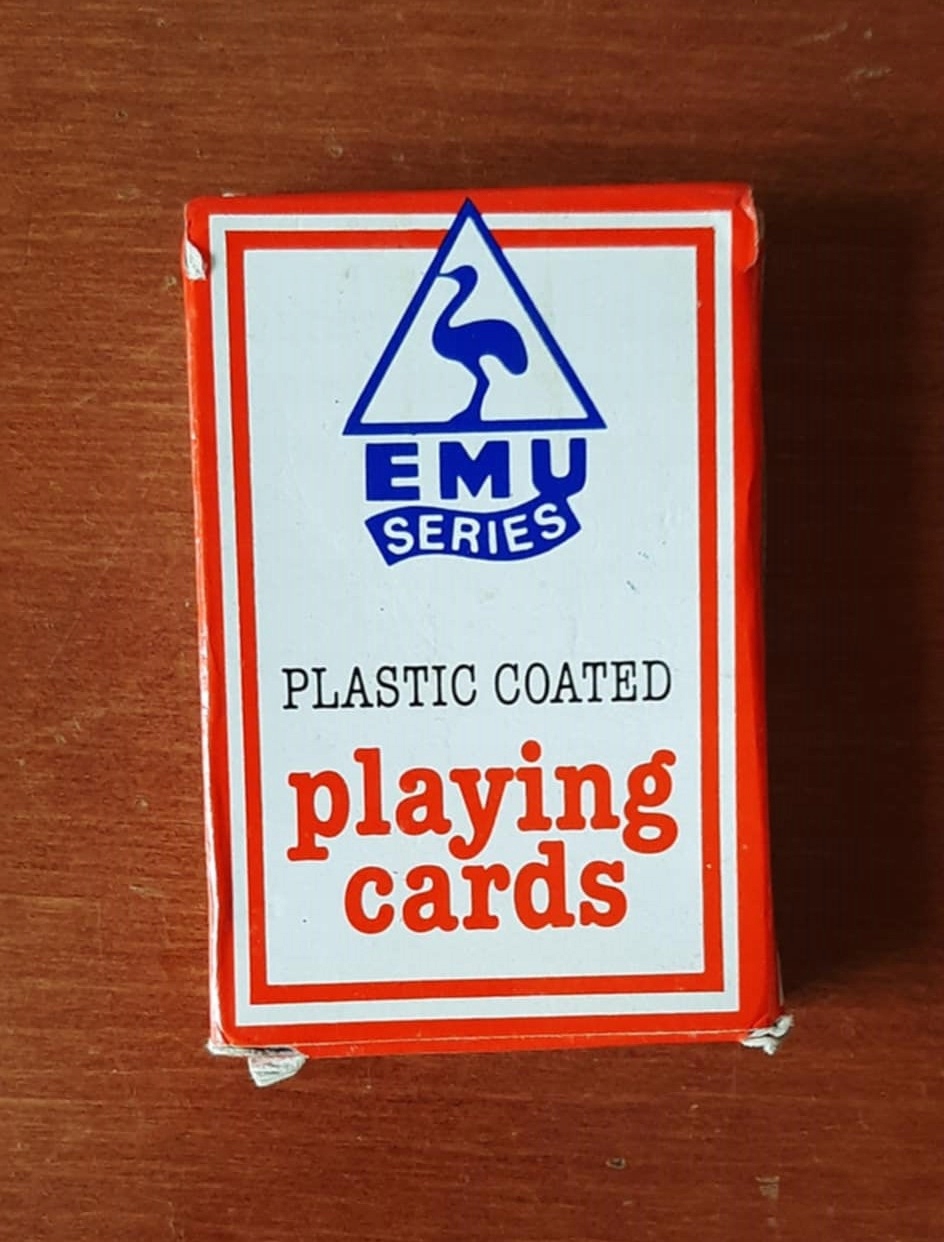 EMU
SERIES
PLASTIC COATED
playing
cards